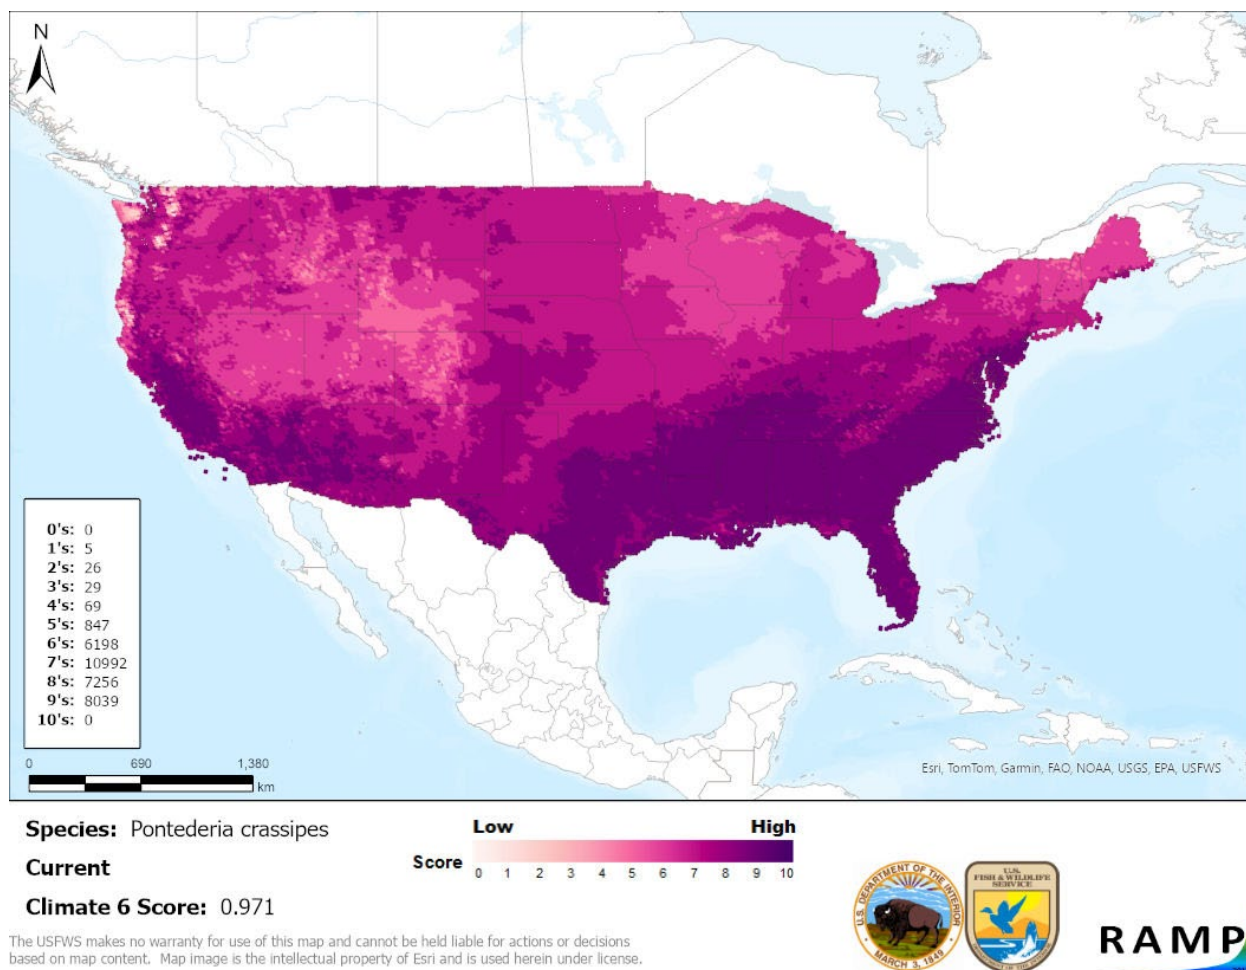 N
0's: 0
1's: 5
2's: 26
3's: 29
4's: 69
5's: 847
6's: 6198
7's: 10992
8's: 7256
9's: 8039
10's: 0
0 690 1,380
km
Esri, TomTom, Garmin, FAO, NOAA, USGS, EPA, USFWS
Species: Pontederia crassipes
Current
Climate 6 Score: 0.971
Low High
Score 0 1 2 3 4 5 6 7 8 9 10
The USFWS makes no warranty for use of this map and cannot be held liable for actions or decisions
based on map content. Map image is the intellectual property of Esri and is used herein under license.
U.S. DEPARTMENT OF THE INTERIOR
MARCH 3, 1849
U.S.
FISH & WILDLIFE
SERVICE
RAMP